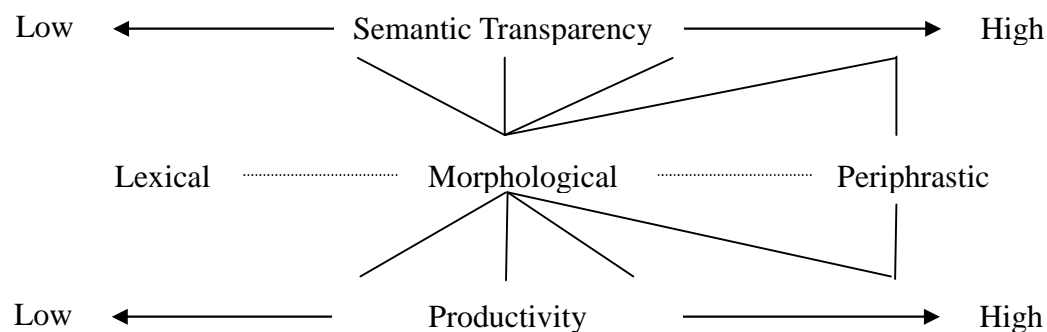 Low Semantic Transparency High
Lexical Morphological Periphrastic
Low Productivity High